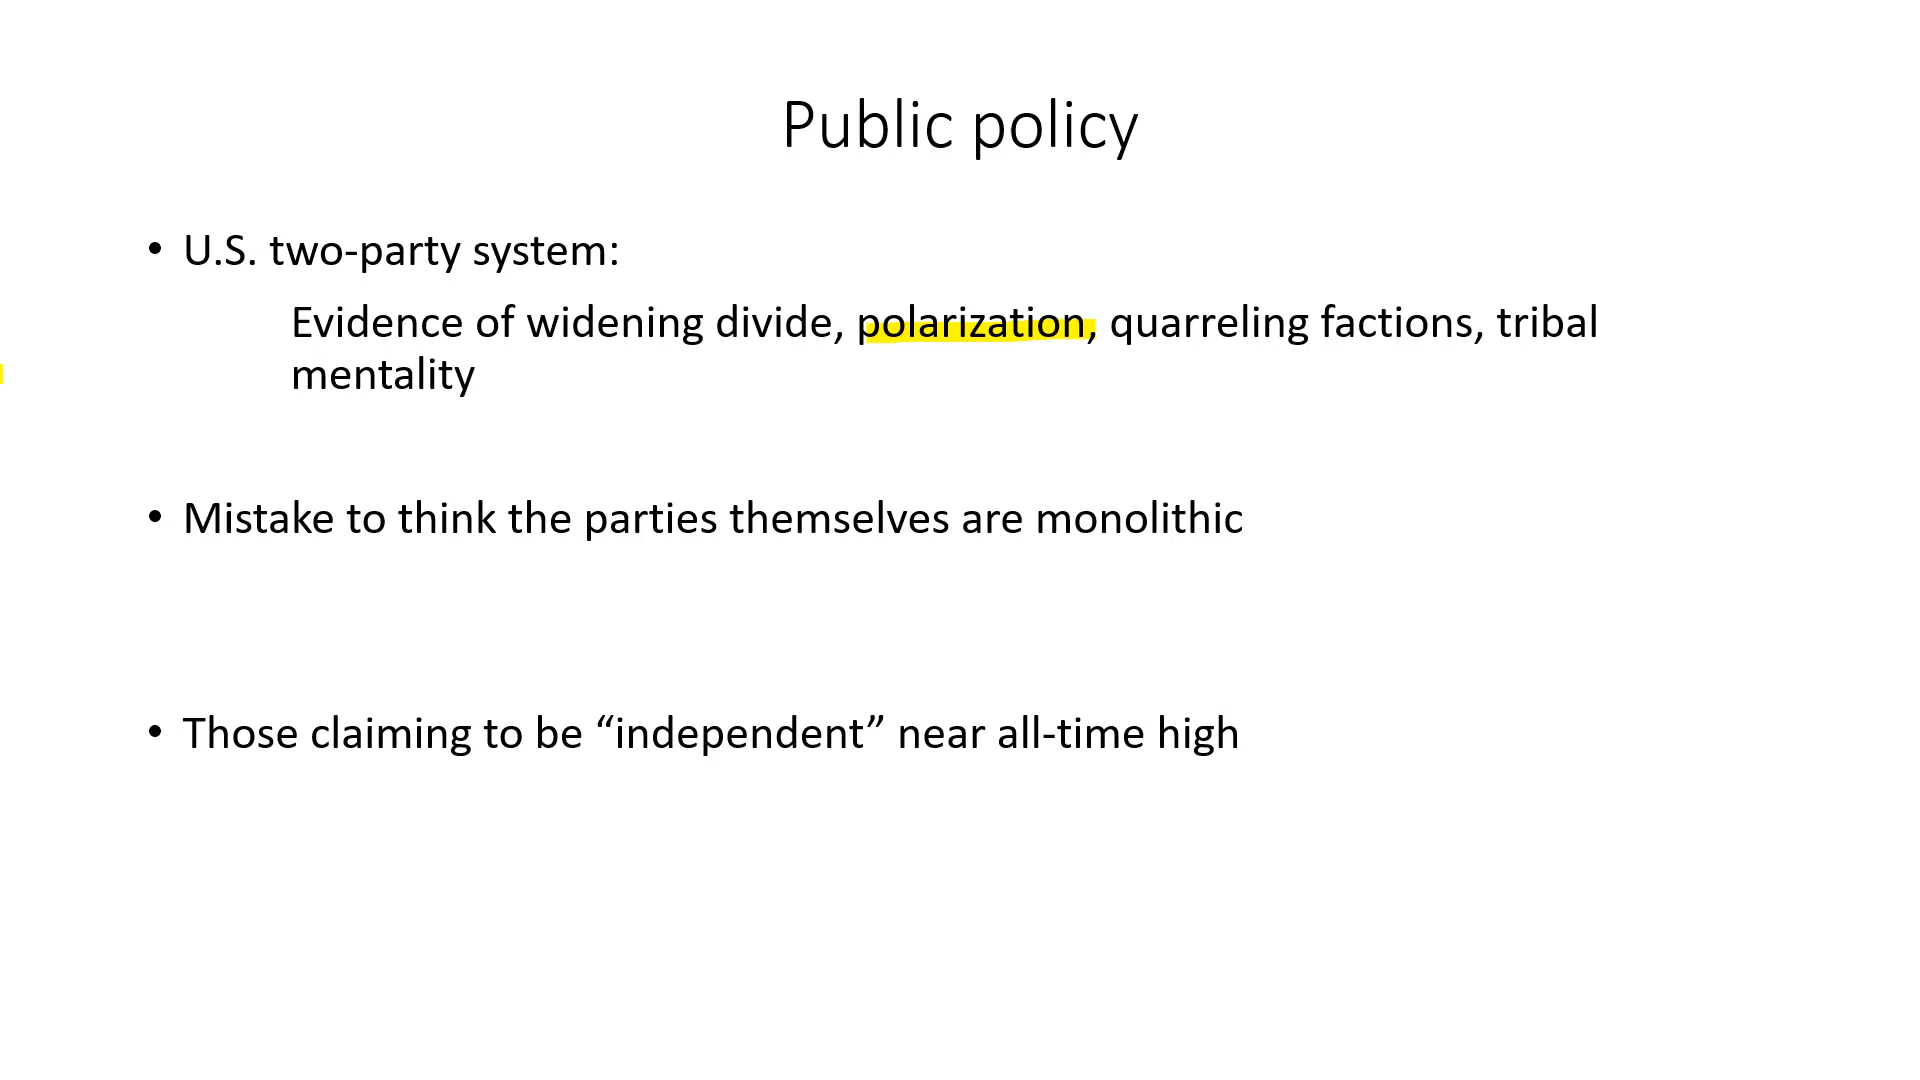 Public policy
• U.S. two-party system:
Evidence of widening divide, polarization, quarreling factions, tribal
mentality
• Mistake to think the parties themselves are monolithic
• Those claiming to be “independent” near all-time high